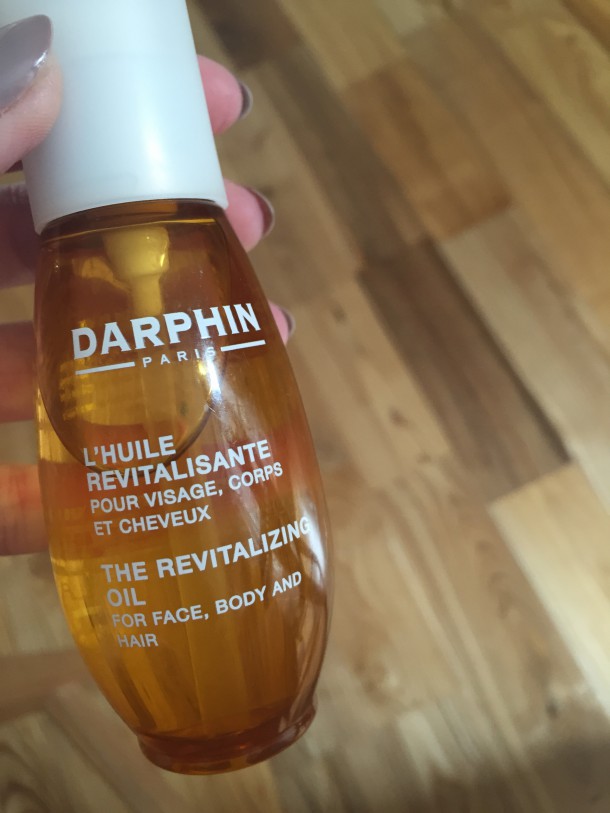 DARPHIN
PARIS
L'HUILE
REVITALISANTE
POUR VISAGE, CORPS
ET CHEVEUX
THE REVITALIZING
OIL
FOR FACE, BODY AND
HAIR